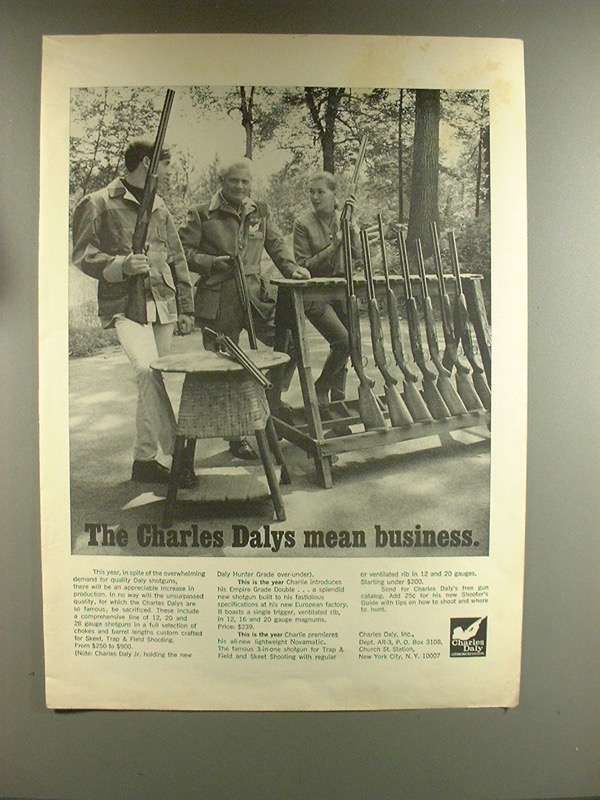 The Charles Dalys mean business.
This year, in spite of the overwhelming
demand for quality Daly shotguns,
there will be an appreciable increase in
production. In no way will the unsurpassed
quality, for which the Charles Dalys are
so famous, be sacrificed. These include
a comprehensive line of 12, 20 and
28 gauge shotguns in a full selection of
chokes and barrel lengths custom crafted
for Skeet, Trap & Field Shooting.
From $250 to $900.
(Note: Charles Daly Jr. holding the new
Daly Hunter Grade over-under).
This is the year Charlie introduces
his Empire Grade Double . . . a splendid
new shotgun built to his fastidious
specifications at his new European factory.
It boasts a single trigger, ventilated rib,
in 12, 16 and 20 gauge magnums.
Price: $239.
This is the year Charlie premieres
his all-new lightweight Novamatic.
The famous 3-in-one shotgun for Trap &
Field and Skeet Shooting with regular
or ventilated rib in 12 and 20 gauges.
Starting under $200.
Send for Charles Daly's free gun
catalog. Add 25c for his new Shooter's
Guide with tips on how to shoot and where
to hunt.
Charles Daly, Inc.,
Dept. AR-3, P. O. Box 3108,
Church St. Station,
New York City, N. Y. 10007
Charles
Daly